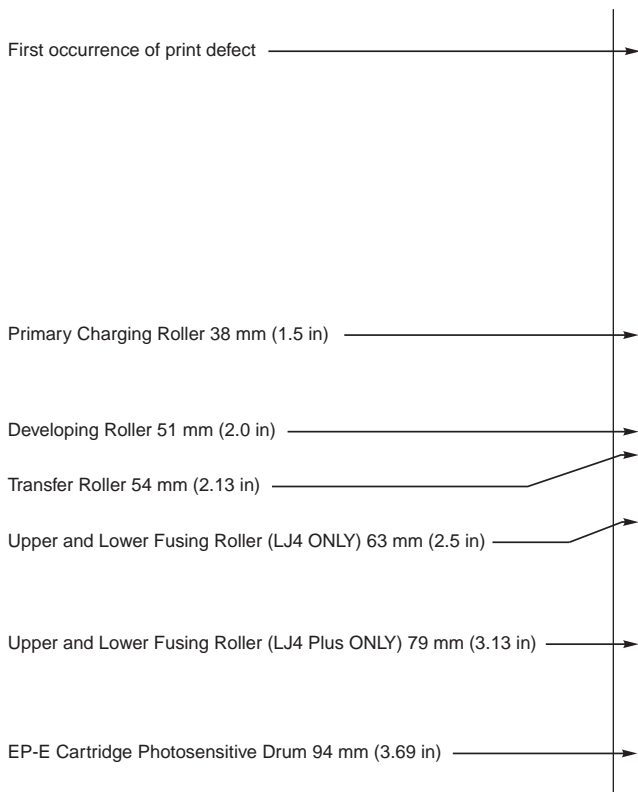 First occurrence of print defect
Primary Charging Roller 38 mm (1.5 in)
Developing Roller 51 mm (2.0 in)
Transfer Roller 54 mm (2.13 in)
Upper and Lower Fusing Roller (LJ4 ONLY) 63 mm (2.5 in)
Upper and Lower Fusing Roller (LJ4 Plus ONLY) 79 mm (3.13 in)
EP-E Cartridge Photosensitive Drum 94 mm (3.69 in)